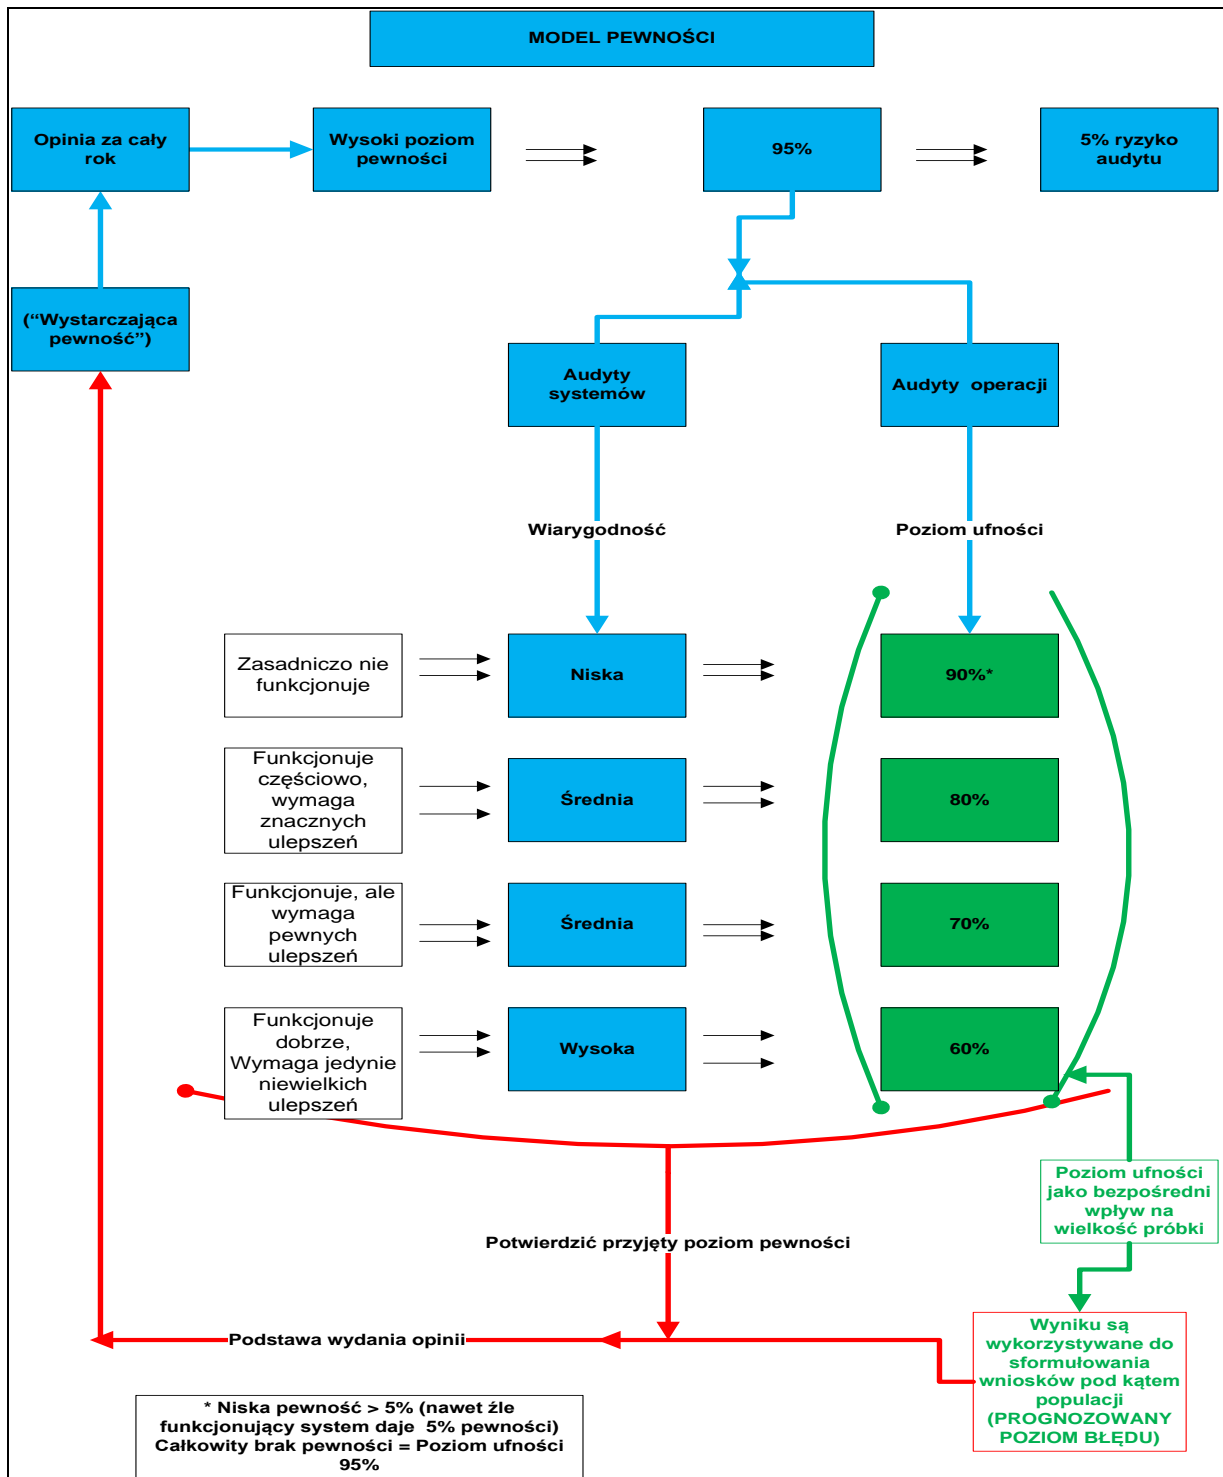 MODEL PEWNOŚCI
Opinia za cały
rok
Wysoki poziom
pewności
95%
5% ryzyko
audytu
(“Wystarczająca
pewność”)
Audyty
systemów
Audyty operacji
Wiarygodność
Poziom ufności
Zasadniczo nie
funkcjonuje
Niska
90%*
Funkcjonuje
częściowo,
wymaga
znacznych
ulepszeń
Średnia
80%
Funkcjonuje, ale
wymaga
pewnych
ulepszeń
Średnia
70%
Funkcjonuje
dobrze,
Wymaga jedynie
niewielkich
ulepszeń
Wysoka
60%
Poziom ufności
jako bezpośredni
wpływ na
wielkość próbki
Potwierdzić przyjęty poziom pewności
Podstawa wydania opinii
Wyniku są
wykorzystywane do
sformułowania
wniosków pod kątem
populacji
(PROGNOZOWANY
POZIOM BŁĘDU)
* Niska pewność > 5% (nawet źle
funkcjonujący system daje 5% pewności)
Całkowity brak pewności = Poziom ufności
95%